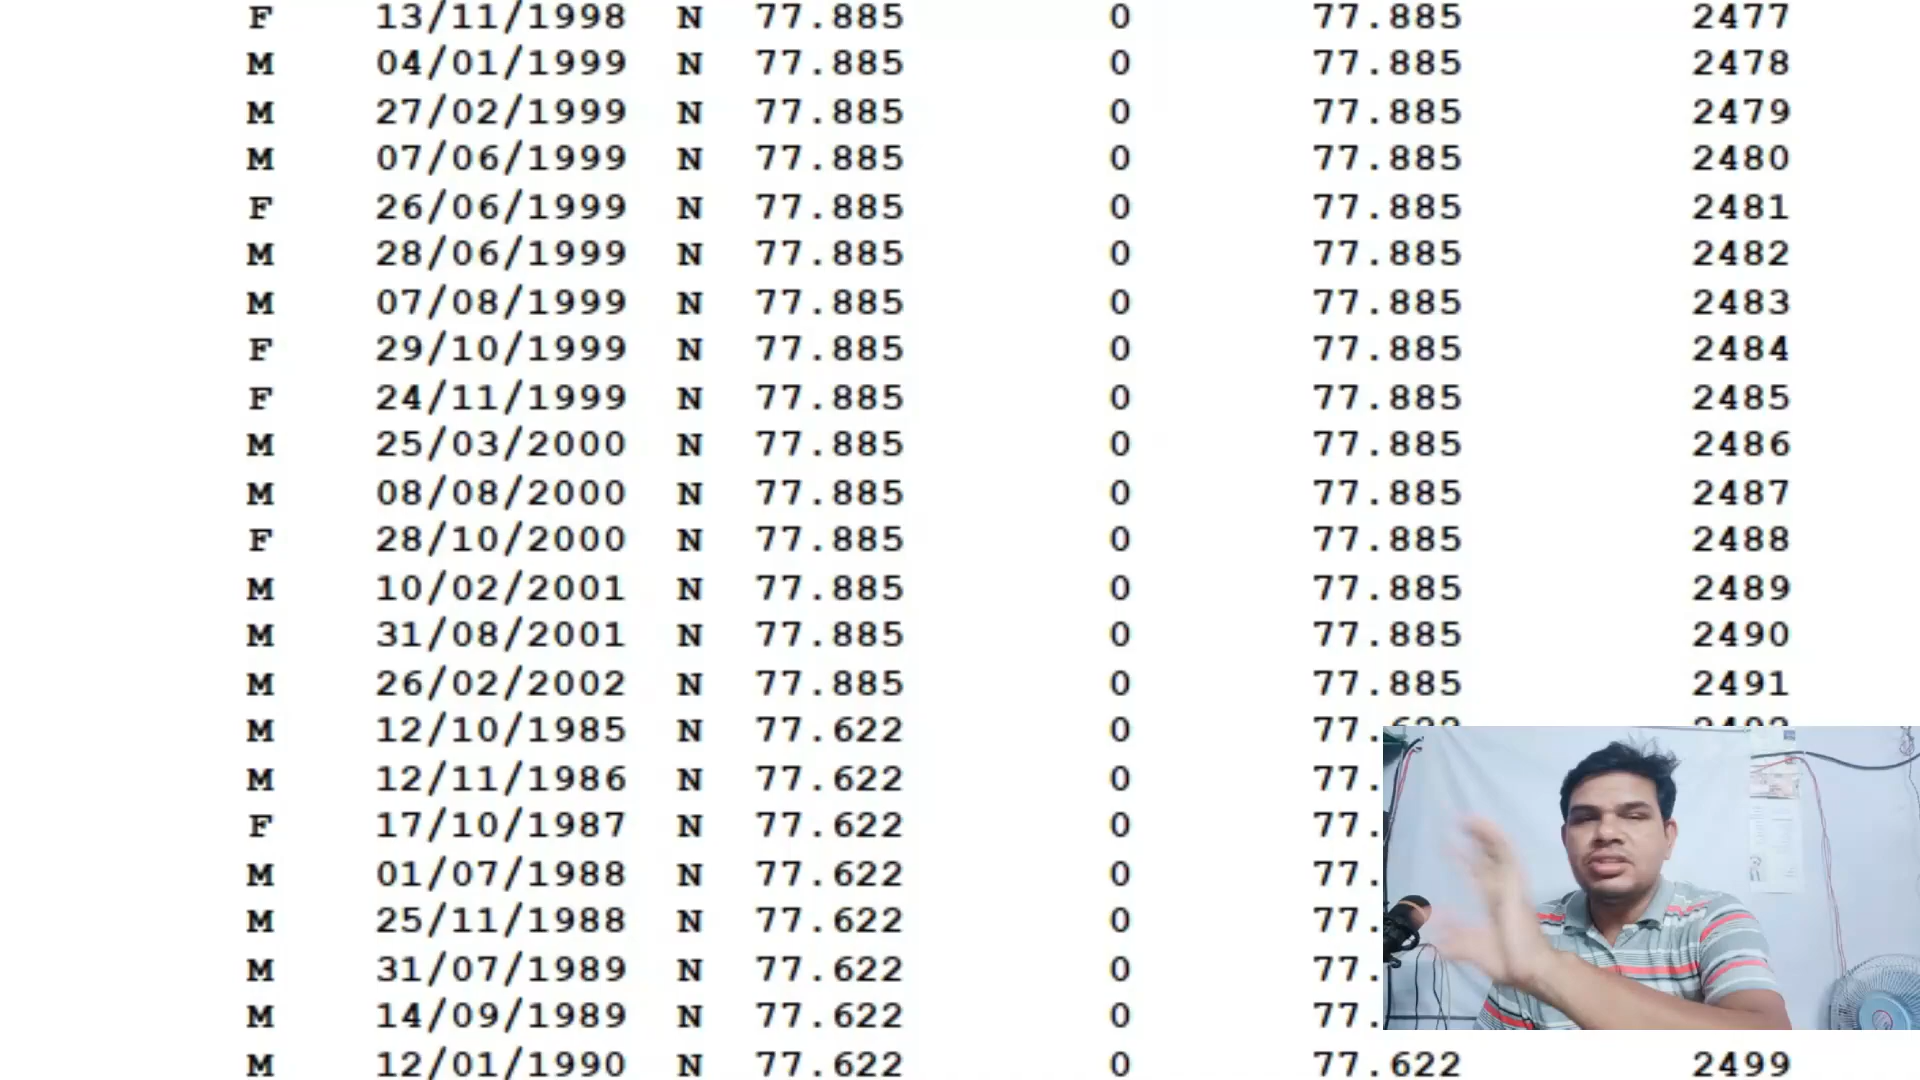 F 13/11/1998 N 77.885 0 77.885 2477
M 04/01/1999 N 77.885 0 77.885 2478
M 27/02/1999 N 77.885 0 77.885 2479
M 07/06/1999 N 77.885 0 77.885 2480
F 26/06/1999 N 77.885 0 77.885 2481
M 28/06/1999 N 77.885 0 77.885 2482
M 07/08/1999 N 77.885 0 77.885 2483
F 29/10/1999 N 77.885 0 77.885 2484
F 24/11/1999 N 77.885 0 77.885 2485
M 25/03/2000 N 77.885 0 77.885 2486
M 08/08/2000 N 77.885 0 77.885 2487
F 28/10/2000 N 77.885 0 77.885 2488
M 10/02/2001 N 77.885 0 77.885 2489
M 31/08/2001 N 77.885 0 77.885 2490
M 26/02/2002 N 77.885 0 77.885 2491
M 12/10/1985 N 77.622 0
M 12/11/1986 N 77.622 0 77.
F 17/10/1987 N 77.622 0 77.
M 01/07/1988 N 77.622 0 77.
M 25/11/1988 N 77.622 0 77.
M 31/07/1989 N 77.622 0 77.
M 14/09/1989 N 77.622 0 77.
M 12/01/1990 N 77.622 0 77.622 2499